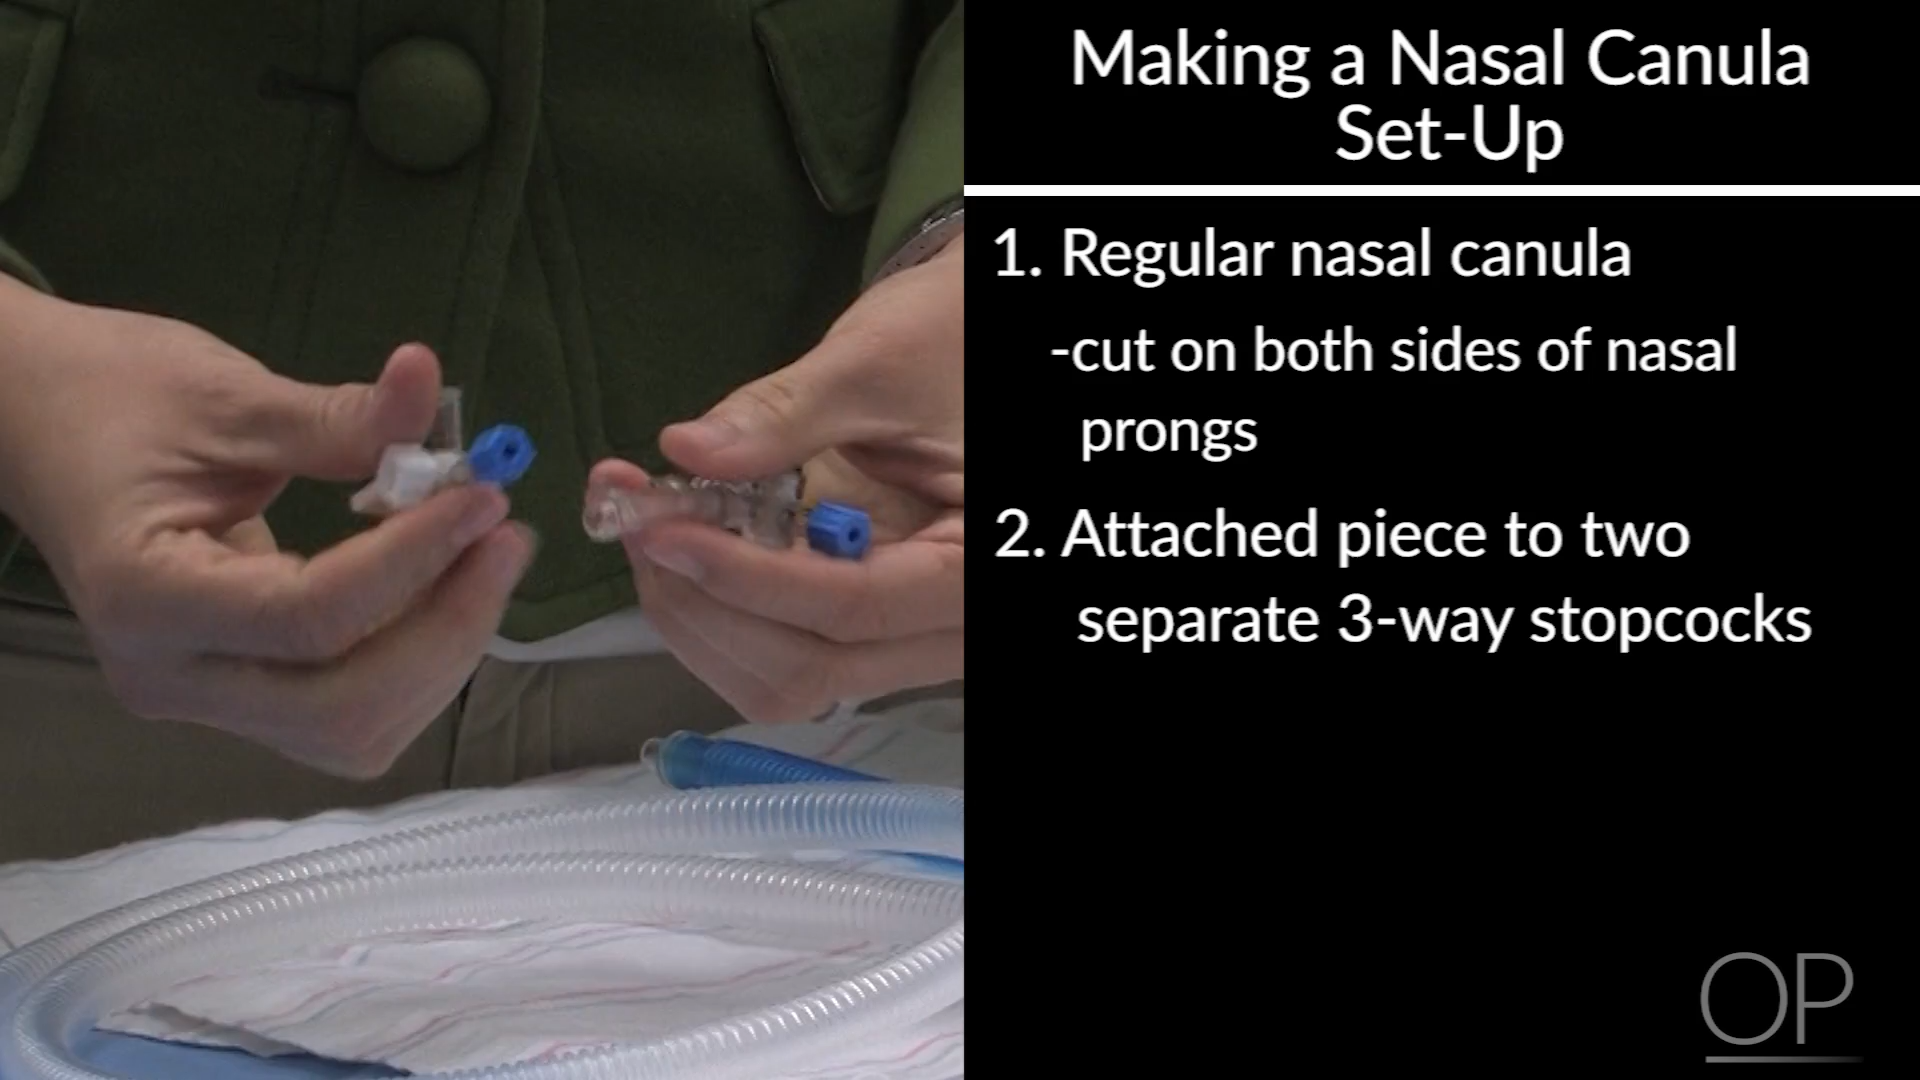 Making a Nasal Canula
Set-Up
1. Regular nasal canula
-cut on both sides of nasal
prongs
2. Attached piece to two
separate 3-way stopcocks
OP